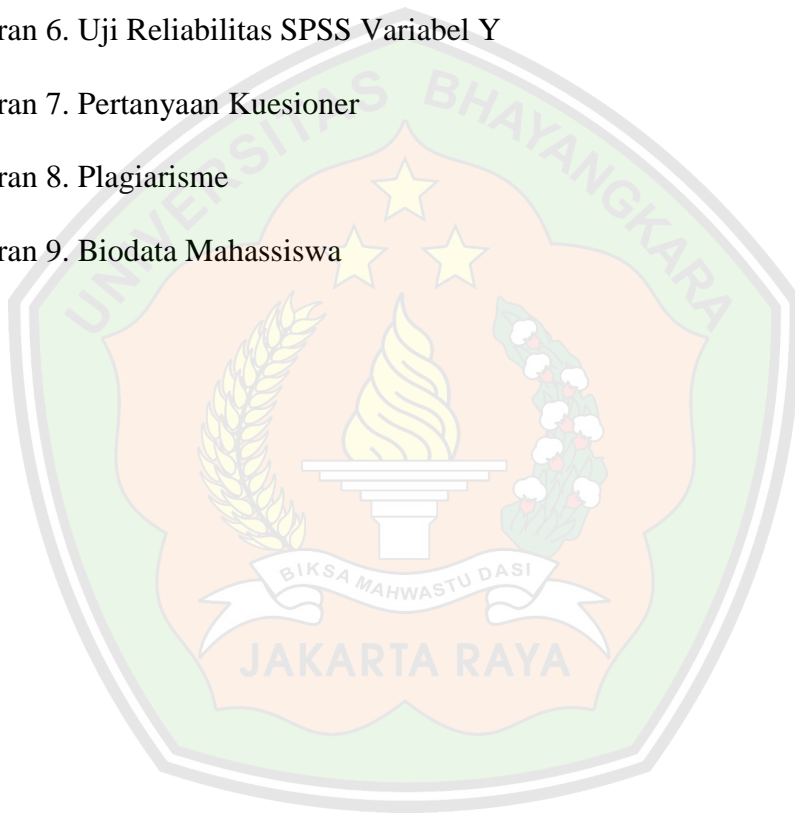 ran 6. Uji Reliabilitas SPSS Variabel Y
ran 7. Pertanyaan Kuesioner
ran 8. Plagiarisme
ran 9. Biodata Mahassiswa
UNIVERSITAS BHAYANGKARA
BIKSA MAHWASTU DASI
JAKARTA RAYA